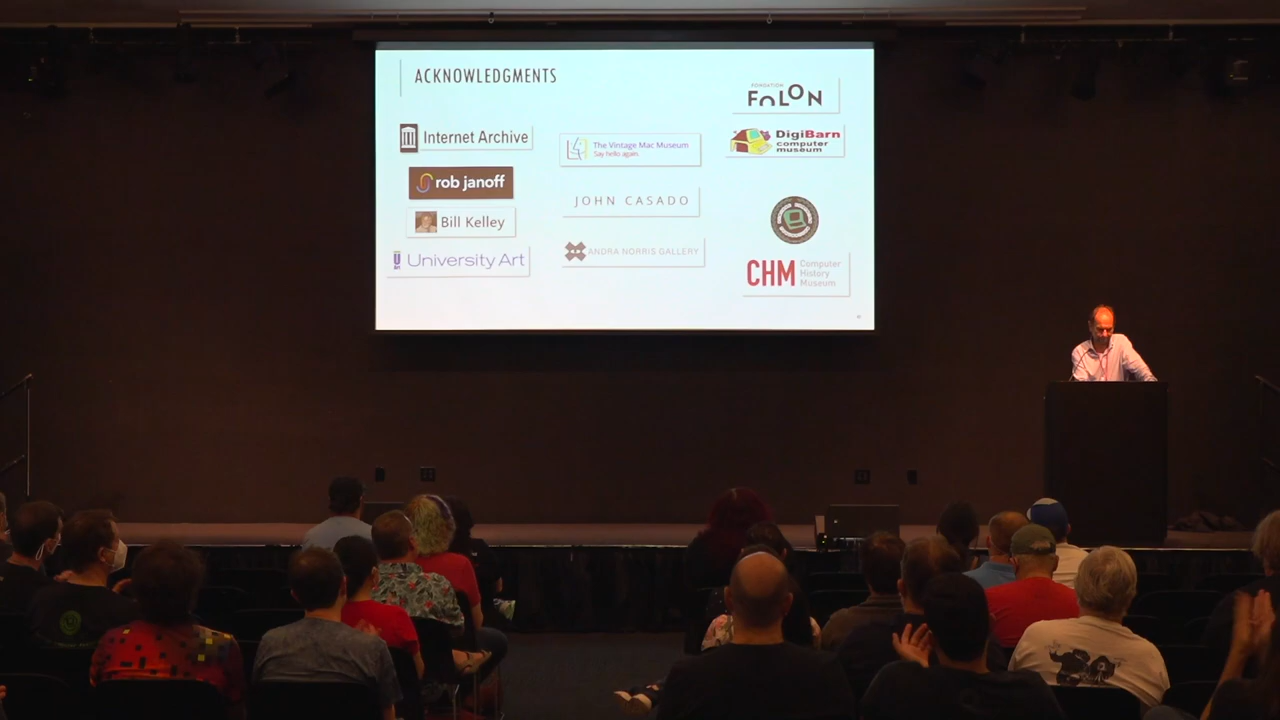 ACKNOWLEDGMENTS
Internet Archive
rob janoff
Bill Kelley
Art
University Art
The Vintage Mac Museum
Say hello again.
JOHN CASADO
ANDRA NORRIS GALLERY
FONDATION
FOLON
DigiBarn
computer
museum
CHM
Computer
History
Museum